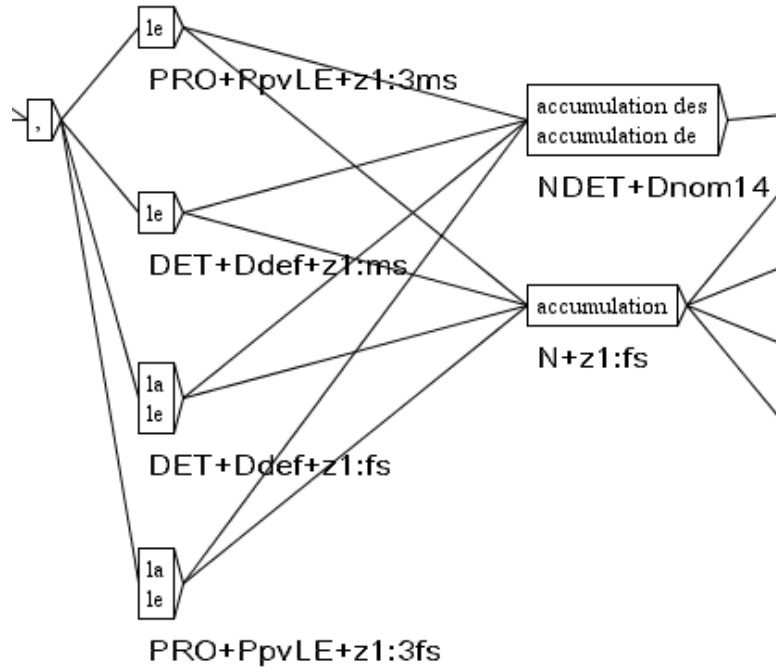 le
PRO+PpvLE+z1:3ms
,
accumulation des
accumulation de
NDET+Dnom14
le
DET+Ddef+z1:ms
accumulation
N+z1:fs
la
le
DET+Ddef+z1:fs
la
le
PRO+PpvLE+z1:3fs